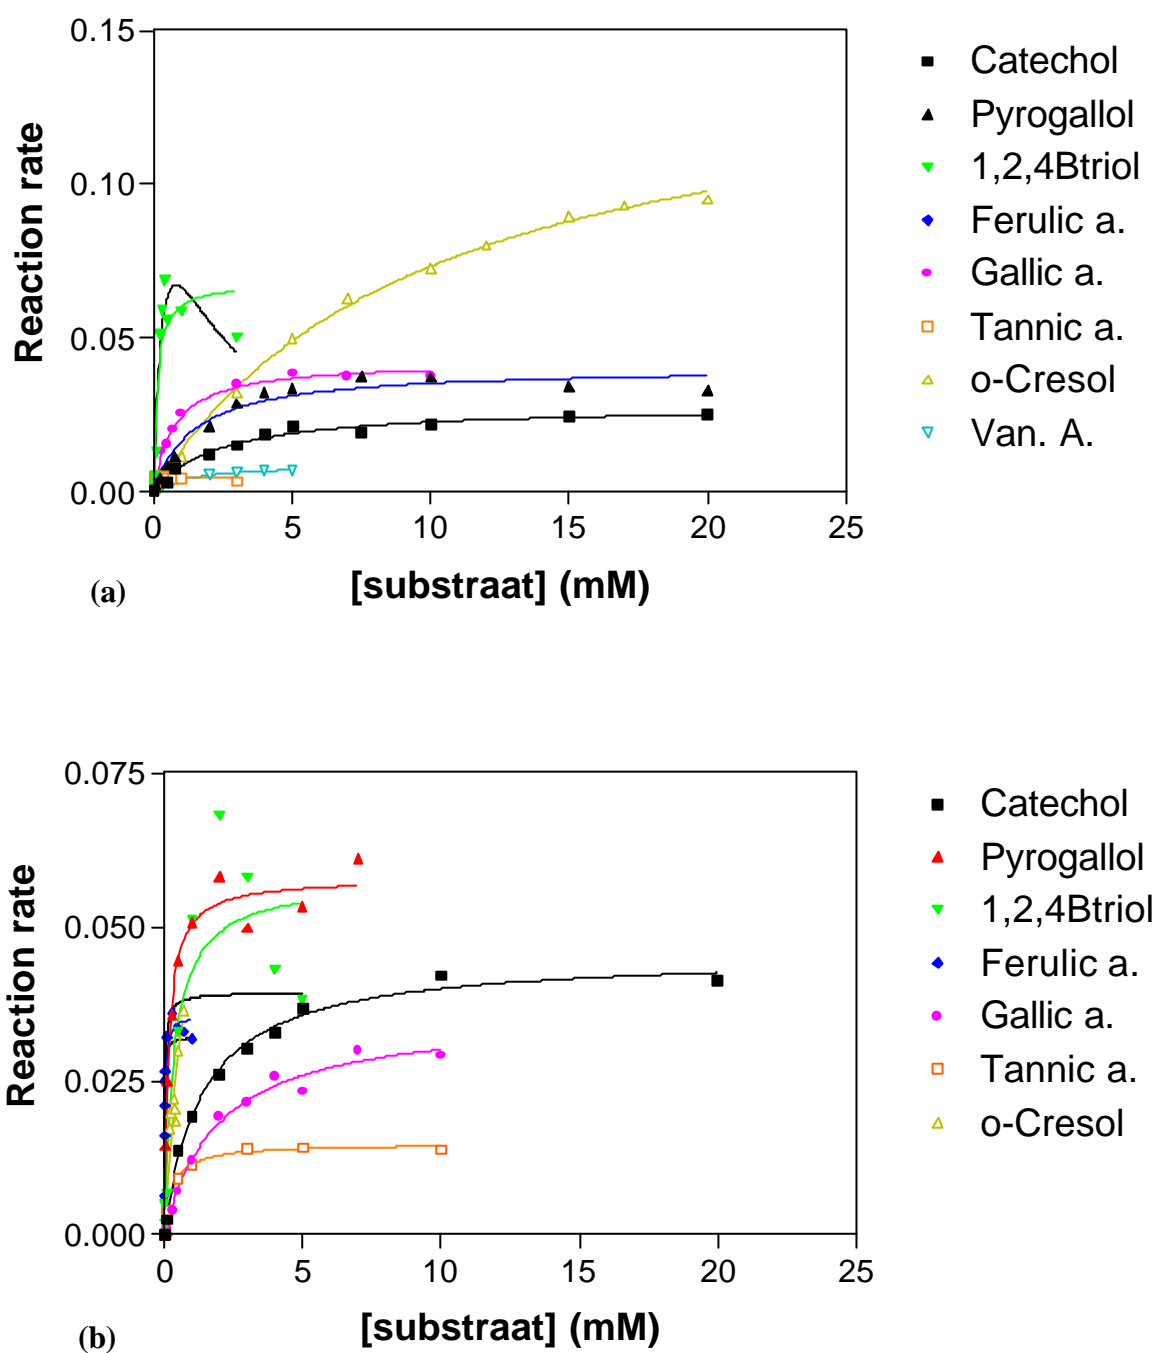 0.15
0.10
0.05
0.00
Reaction rate
0 5 10 15 20 25
[substraat] (mM)
(a)
Catechol
Pyrogallol
1,2,4Btriol
Ferulic a.
Gallic a.
Tannic a.
o-Cresol
Van. A.
0.075
0.050
0.025
0.000
Reaction rate
0 5 10 15 20 25
[substraat] (mM)
(b)
Catechol
Pyrogallol
1,2,4Btriol
Ferulic a.
Gallic a.
Tannic a.
o-Cresol